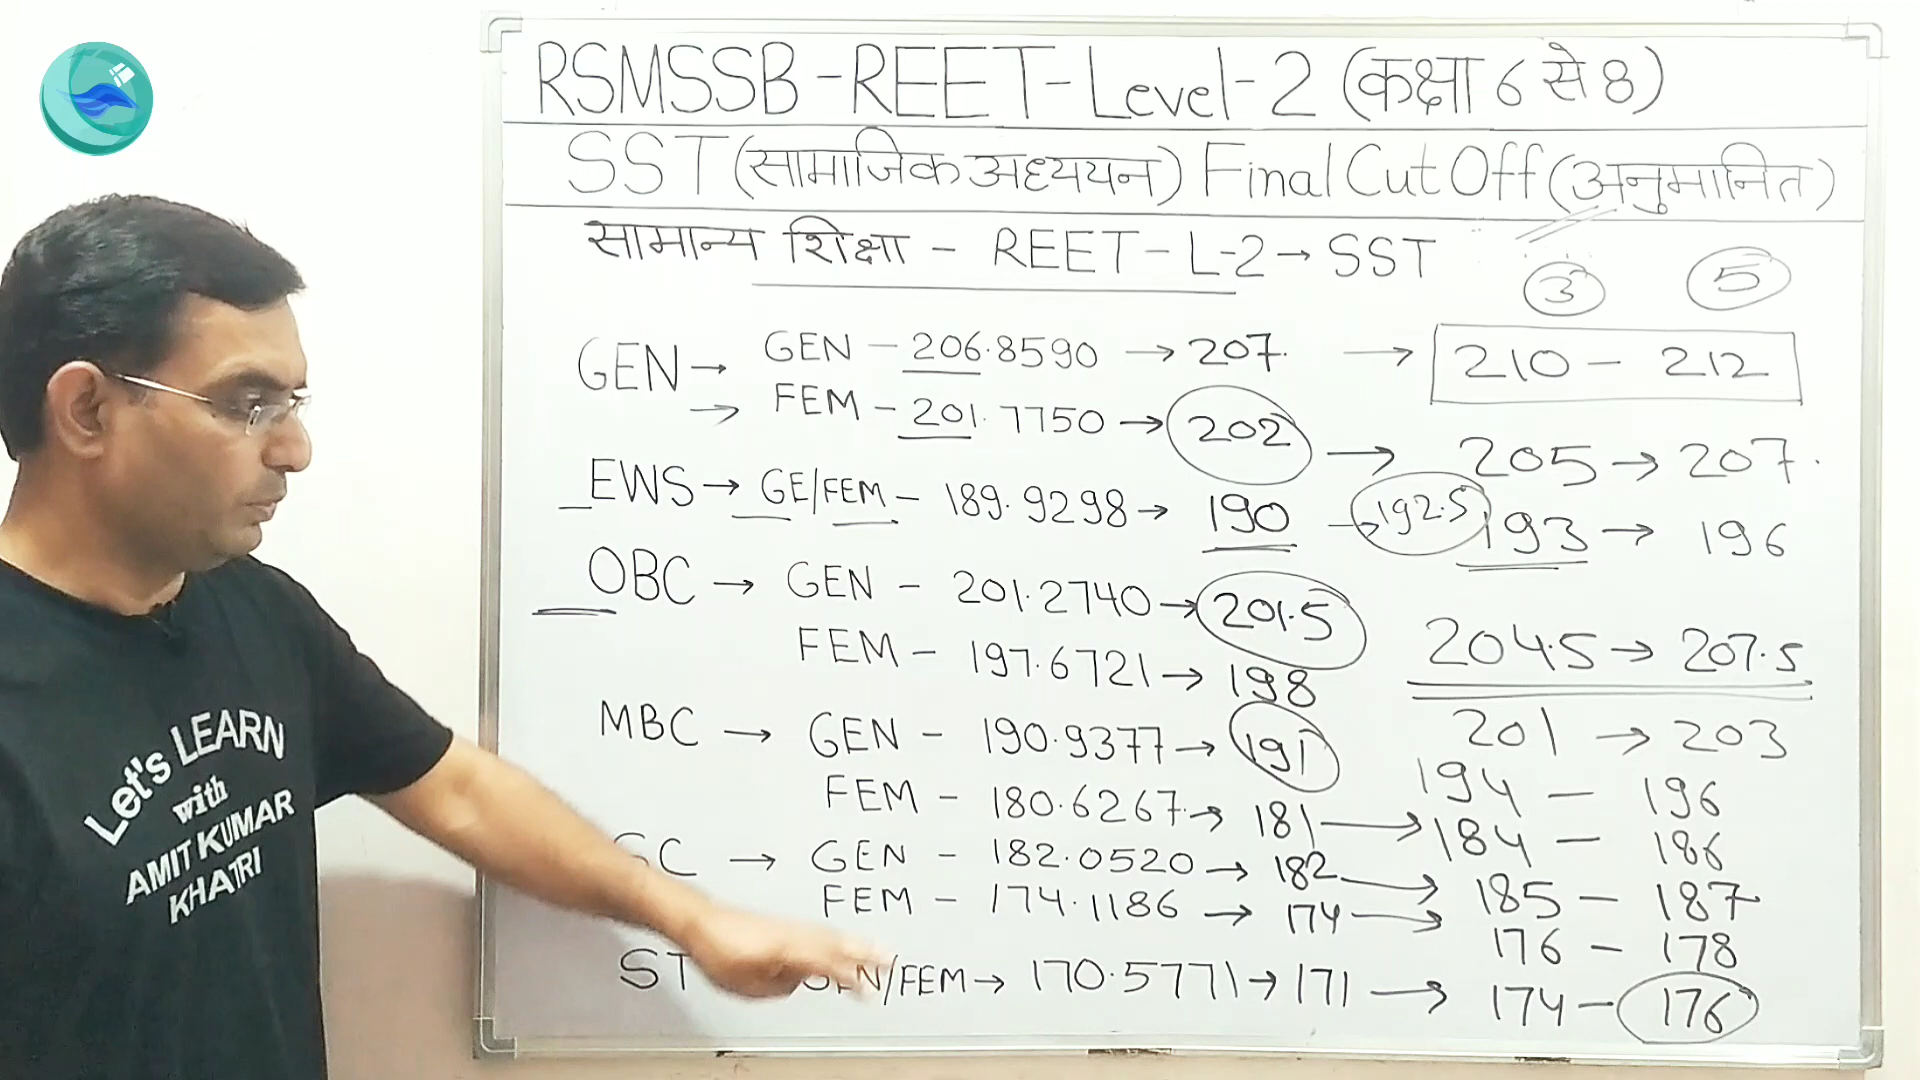 RSMSSB-REET-Level-2 (कक्षा 6 से 8)
SST (सामाजिक अध्ययन) Final Cut Off (अनुमानित)
सामान्य शिक्षा - REET-L-2→SST
3 5
GEN→ GEN - 206.8590 → 207. → 210 - 212
→ FEM - 201.7750 → 202 → 205 → 207.
EWS → GE/FEM - 189.9298 → 190 → 192.5 193 → 196
OBC → GEN - 201.2740 → 201.5 204.5 → 207.5
FEM - 197.6721 → 198 201 → 203
MBC → GEN - 190.9377 → 191 194 - 196
FEM - 180.6267. → 181 → 184 - 186
SC → GEN - 182.0520 → 182 → 185 - 187
FEM - 174.1186 → 174 → 176 - 178
ST GEN/FEM → 170.5771 → 171 → 174 - 176
Let's LEARN
with
AMIT KUMAR
KHATRI